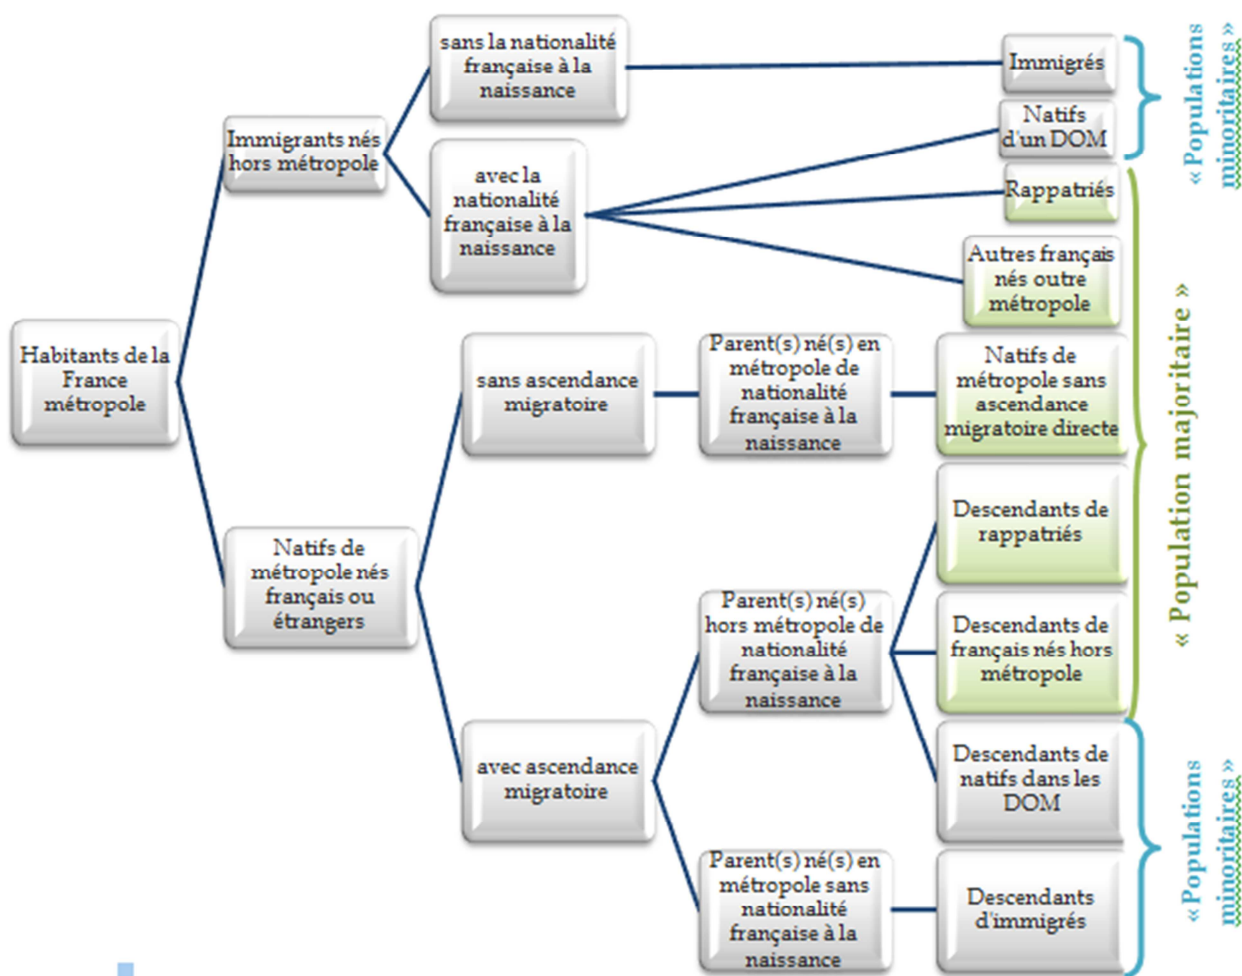 sans la nationalité
française à la
naissance
Immigrés
Natifs
d'un DOM
« Populations
minoritaires »
Immigrants nés
hors métropole
avec la
nationalité
française à la
naissance
Rappatriés
Autres français
nés outre
métropole
Habitants de la
France
métropole
sans ascendance
migratoire
Parent(s) né(s) en
métropole de
nationalité
française à la
naissance
Natifs de
métropole sans
ascendance
migratoire directe
« Population majoritaire »
Natifs de
métropole nés
français ou
étrangers
Descendants de
rappatriés
Parent(s) né(s)
hors métropole de
nationalité
française à la
naissance
Descendants de
français nés hors
métropole
avec ascendance
migratoire
Descendants de
natifs dans les
DOM
« Populations
minoritaires »
Parent(s) né(s) en
métropole sans
nationalité
française à la
naissance
Descendants
d'immigrés